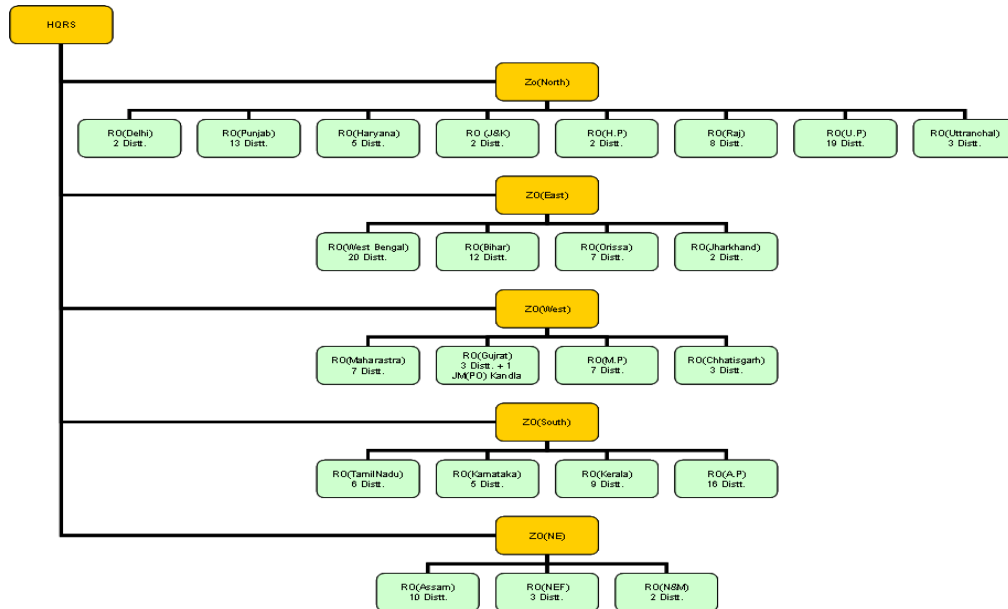 HQRS
Zo(North)
RO(Delhi)
2 Distt.
RO(Punjab)
13 Distt.
RO(Haryana)
5 Distt.
RO (J&K)
2 Distt.
RO(H.P)
2 Distt.
RO(Raj)
8 Distt.
RO(U.P)
19 Distt.
RO(Uttranchal)
3 Distt.
ZO(East)
RO(West Bengal)
20 Distt.
RO(Bihar)
12 Distt.
RO(Orissa)
7 Distt.
RO(Jharkhand)
2 Distt.
ZO(West)
RO(Maharastra)
7 Distt.
RO(Gujrat)
3 Distt. + 1
JM(PO) Kandla
RO(M.P)
7 Distt.
RO(Chhatisgarh)
3 Distt.
ZO(South)
RO(TamilNadu)
6 Distt.
RO(Karnataka)
5 Distt.
RO(Kerala)
9 Distt.
RO(A.P)
16 Distt.
ZO(NE)
RO(Assam)
10 Distt.
RO(NEF)
3 Distt.
RO(N&M)
2 Distt.